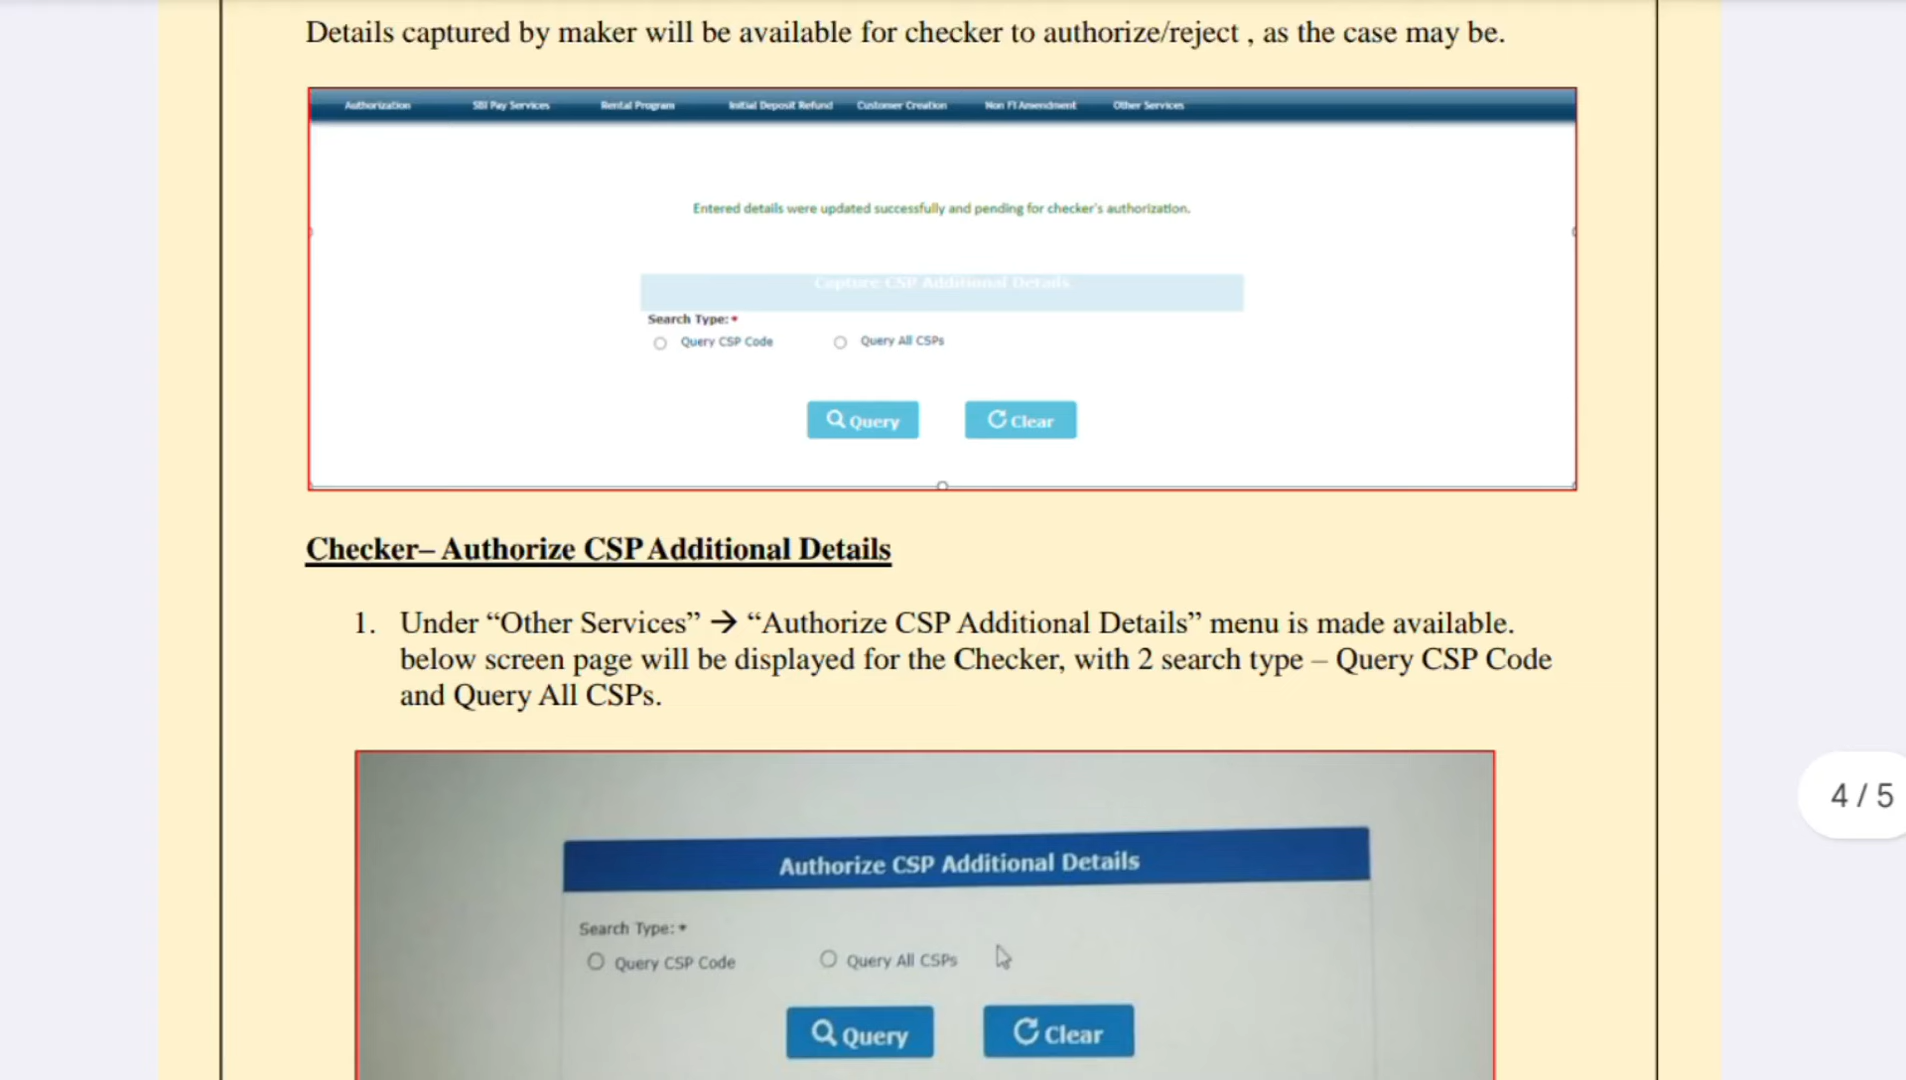 Details captured by maker will be available for checker to authorize/reject , as the case may be.
Authorization SBI Pay Services Rental Program Initial Deposit Refund Customer Creation Non FI Amendment Other Services
Entered details were updated successfully and pending for checker's authorization.
Capture CSP Additional Details
Search Type:*
Query CSP Code Query All CSPs
Query Clear
Checker– Authorize CSP Additional Details
1. Under “Other Services” → “Authorize CSP Additional Details” menu is made available.
below screen page will be displayed for the Checker, with 2 search type – Query CSP Code
and Query All CSPs.
4 / 5
Authorize CSP Additional Details
Search Type:*
Query CSP Code Query All CSPs
Query Clear